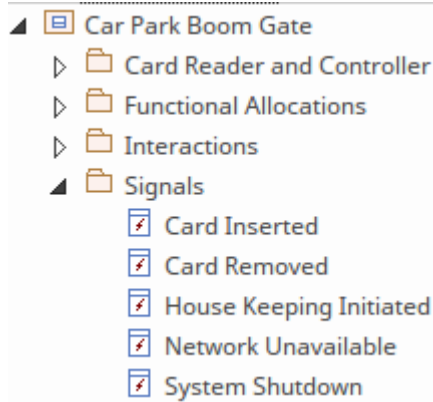 Car Park Boom Gate
Card Reader and Controller
Functional Allocations
Interactions
Signals
Card Inserted
Card Removed
House Keeping Initiated
Network Unavailable
System Shutdown